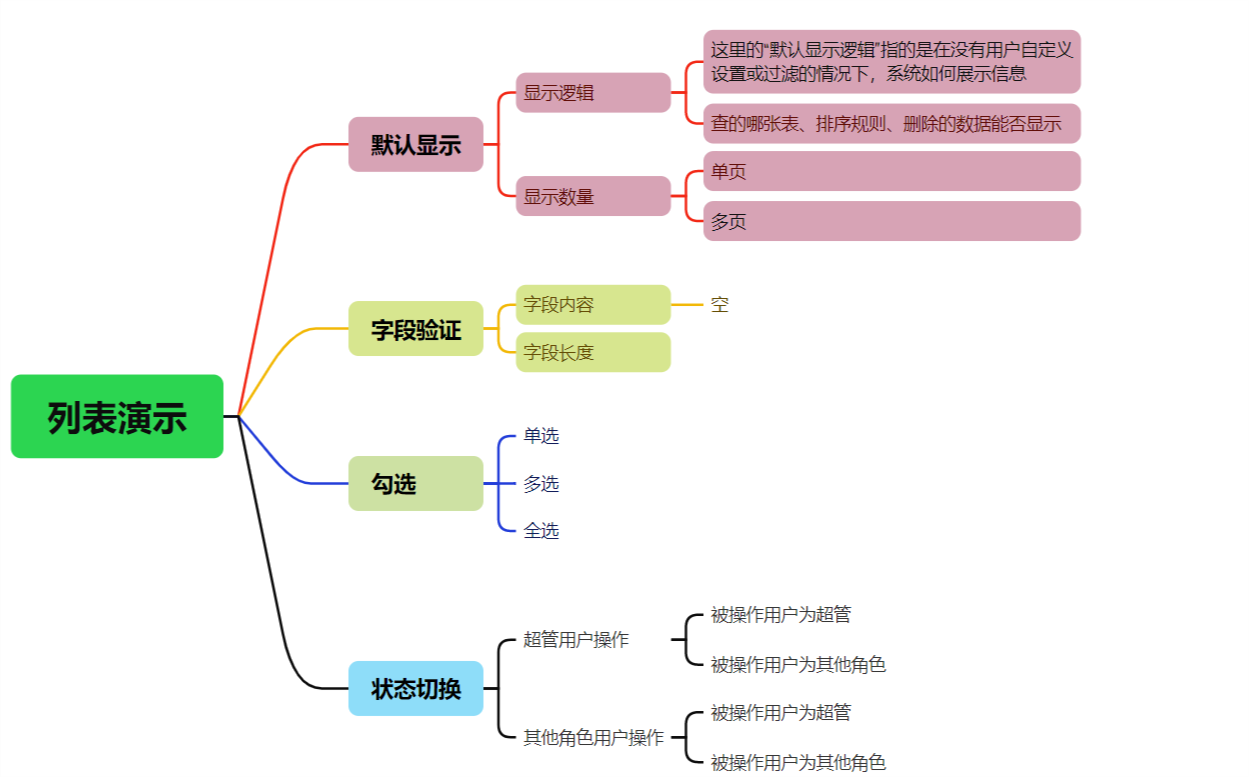 列表演示
默认显示
显示逻辑
这里的“默认显示逻辑”指的是在没有用户自定义
设置或过滤的情况下，系统如何展示信息
查的哪张表、排序规则、删除的数据能否显示
显示数量
单页
多页
字段验证
字段内容
空
字段长度
勾选
单选
多选
全选
状态切换
超管用户操作
被操作用户为超管
被操作用户为其他角色
其他角色用户操作
被操作用户为超管
被操作用户为其他角色